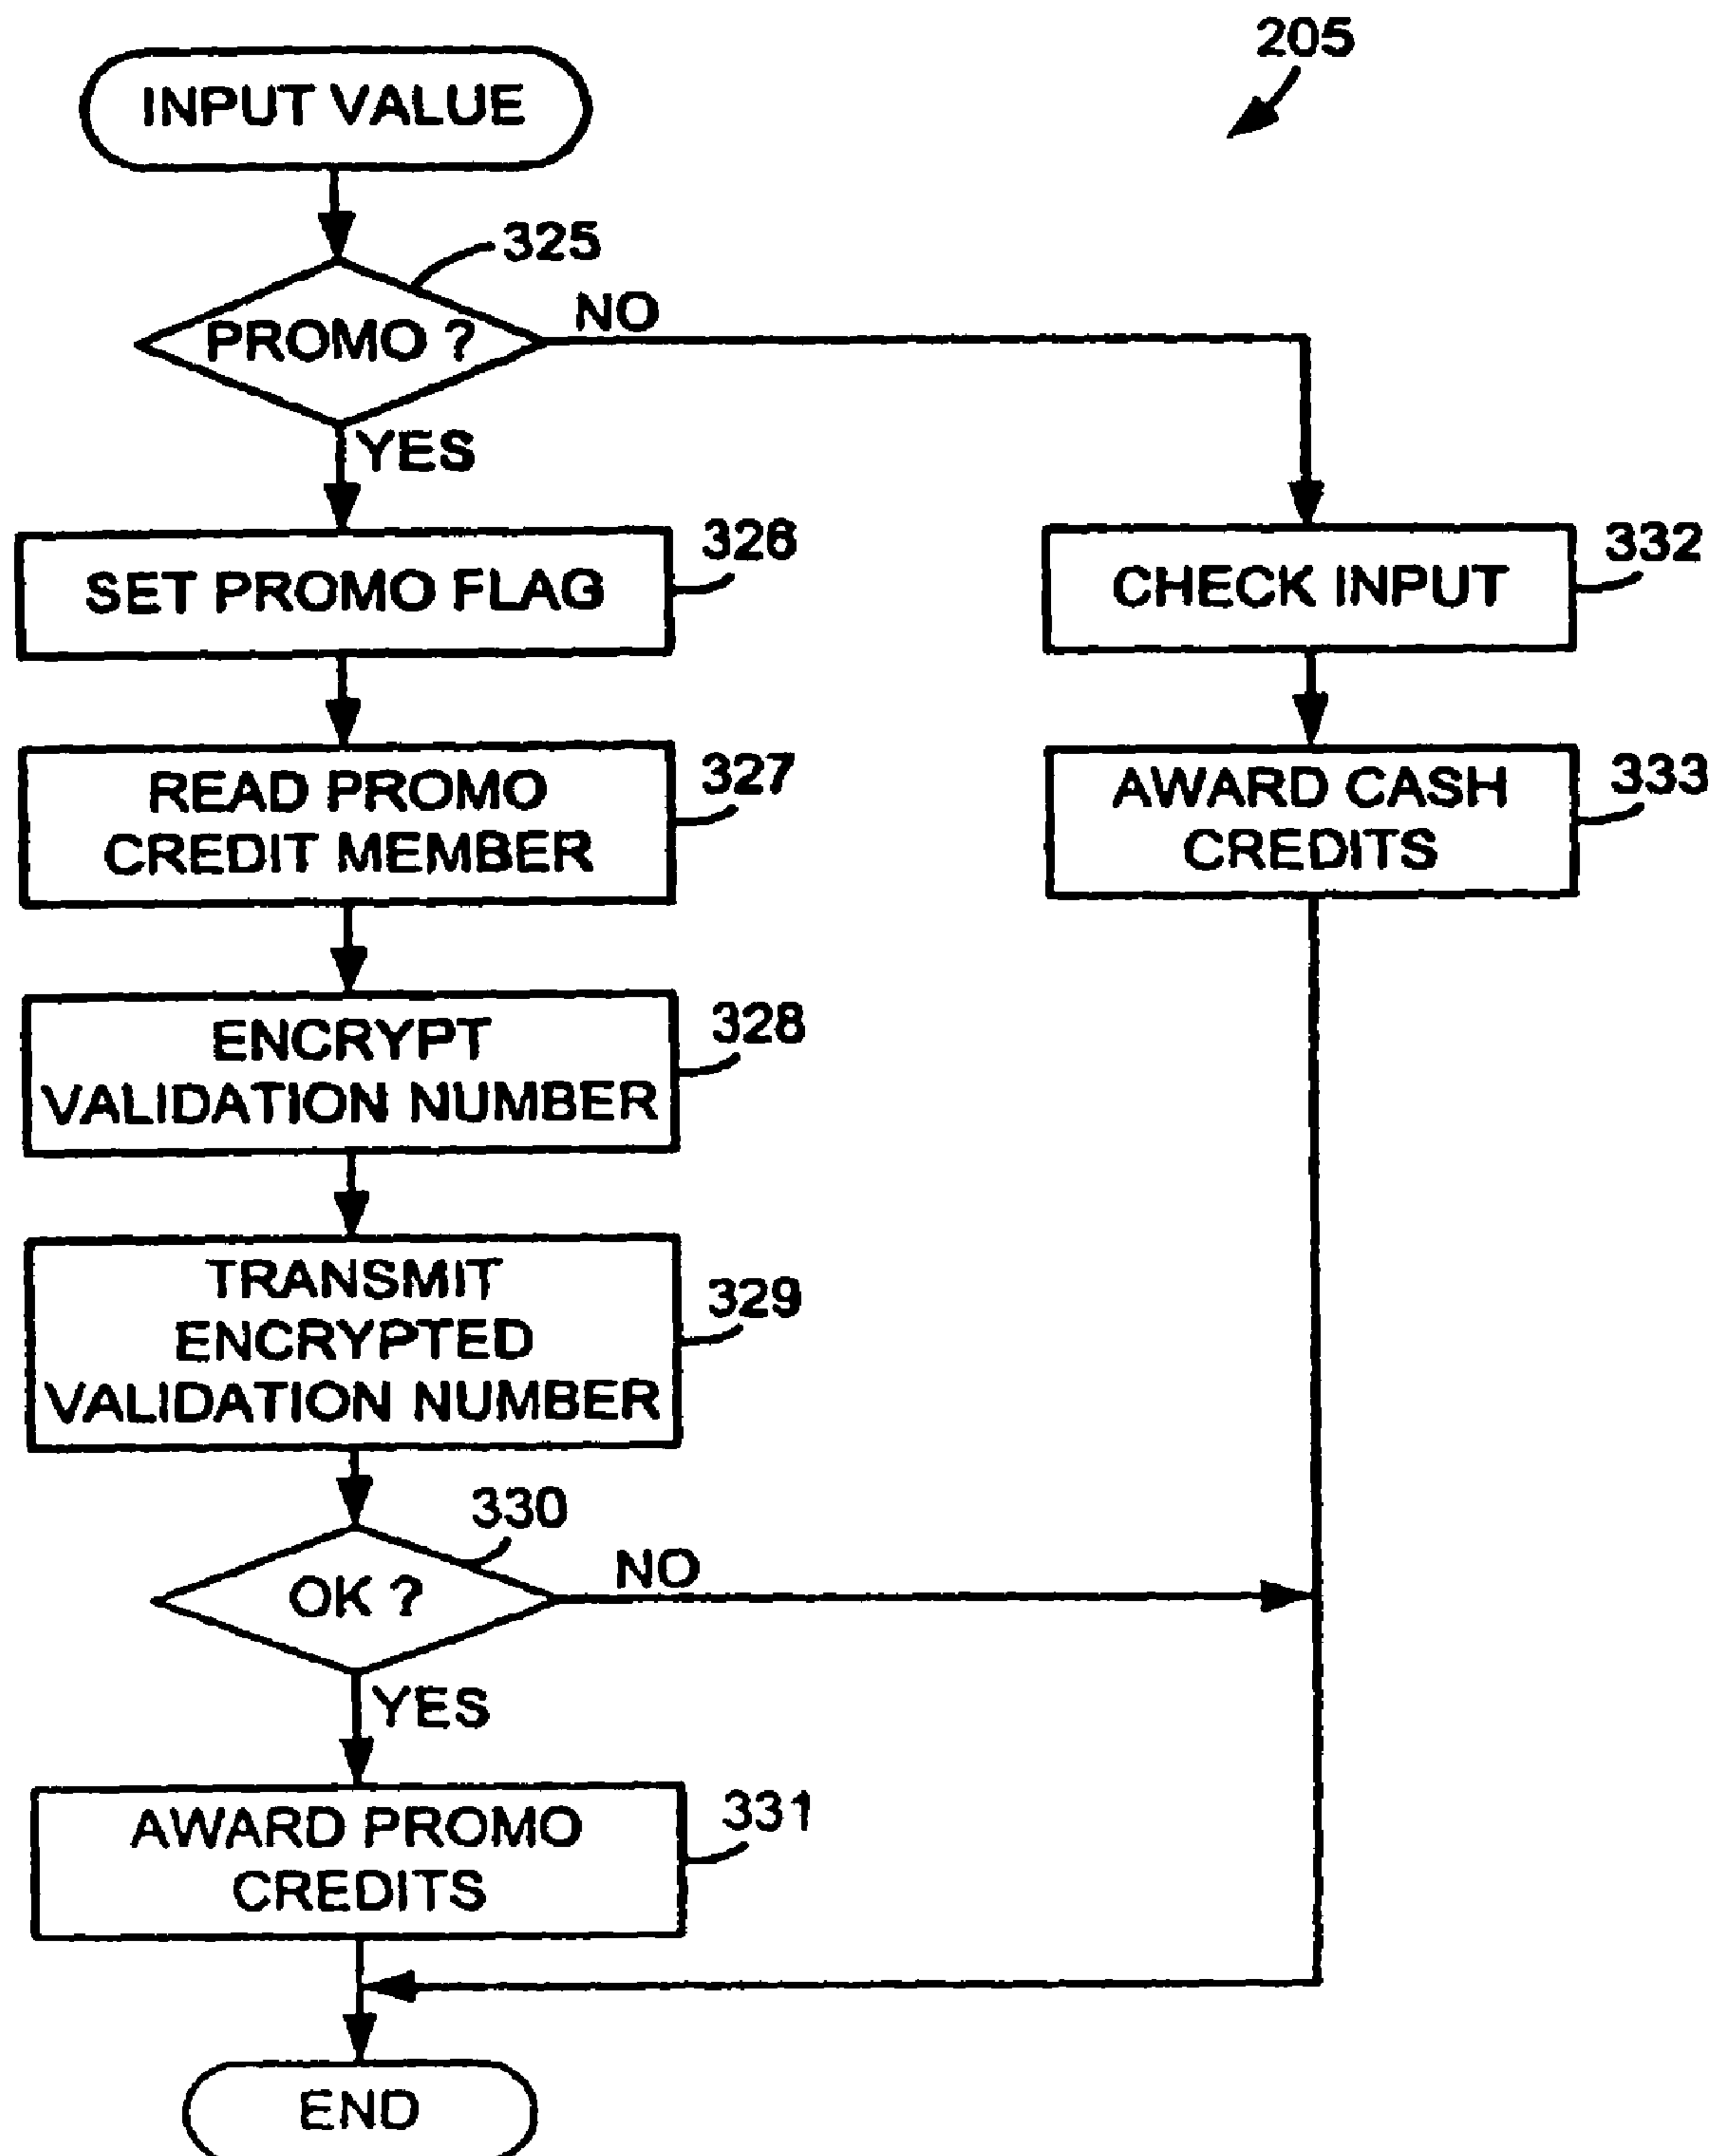 205
INPUT VALUE
325
PROMO ?
NO
YES
SET PROMO FLAG
326
CHECK INPUT
332
READ PROMO
CREDIT MEMBER
327
AWARD CASH
CREDITS
333
ENCRYPT
VALIDATION NUMBER
328
TRANSMIT
ENCRYPTED
VALIDATION NUMBER
329
330
OK ?
NO
YES
AWARD PROMO
CREDITS
331
END